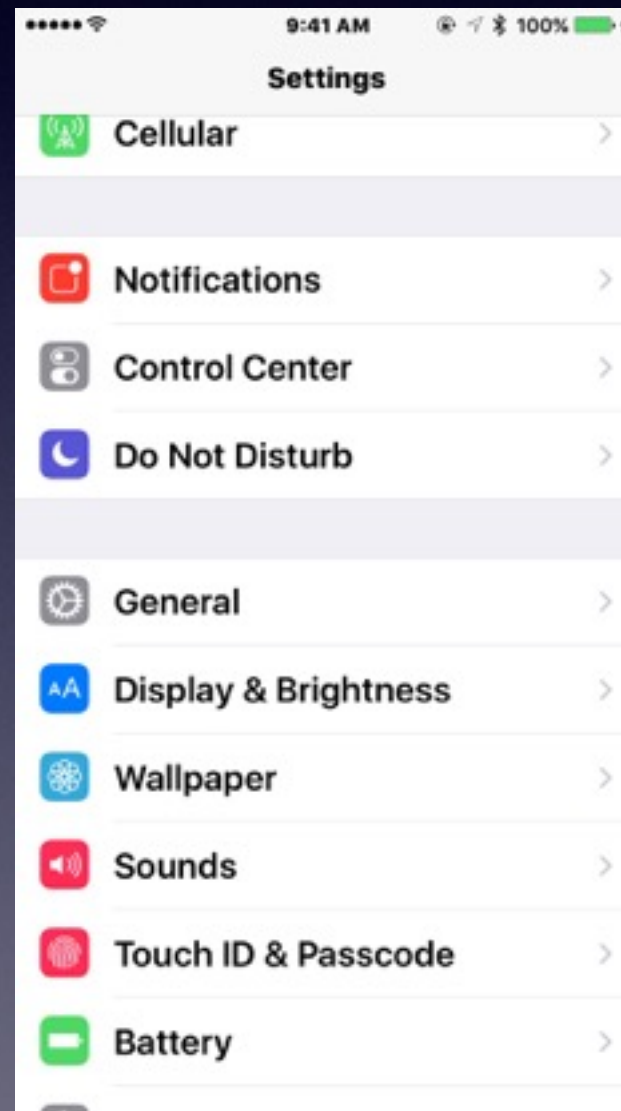 9:41 AM 100%
Settings
Cellular
Notifications
Control Center
Do Not Disturb
General
AA Display & Brightness
Wallpaper
Sounds
Touch ID & Passcode
Battery